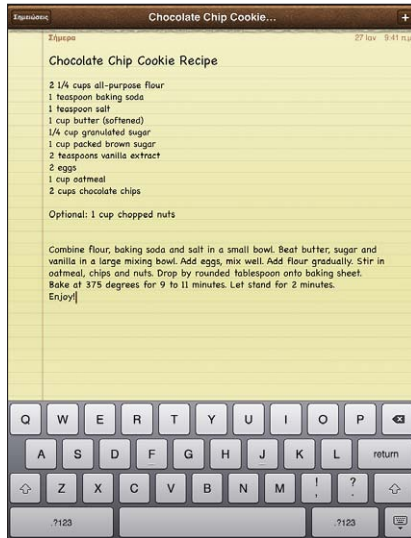 Σημειώσεις
Chocolate Chip Cookie...
+
Σήμερα
27 Ιαν 9:41 π.μ.
Chocolate Chip Cookie Recipe
2 1/4 cups all-purpose flour
1 teaspoon baking soda
1 teaspoon salt
1 cup butter (softened)
1/4 cup granulated sugar
1 cup packed brown sugar
2 teaspoons vanilla extract
2 eggs
1 cup oatmeal
2 cups chocolate chips
Optional: 1 cup chopped nuts
Combine flour, baking soda and salt in a small bowl. Beat butter, sugar and
vanilla in a large mixing bowl. Add eggs, mix well. Add flour gradually. Stir in
oatmeal, chips and nuts. Drop by rounded tablespoon onto baking sheet.
Bake at 375 degrees for 9 to 11 minutes. Let stand for 2 minutes.
Enjoy!
Q W E R T Y U I O P
A S D F G H J K L return
Z X C V B N M ! , ? .
.?123 .?123